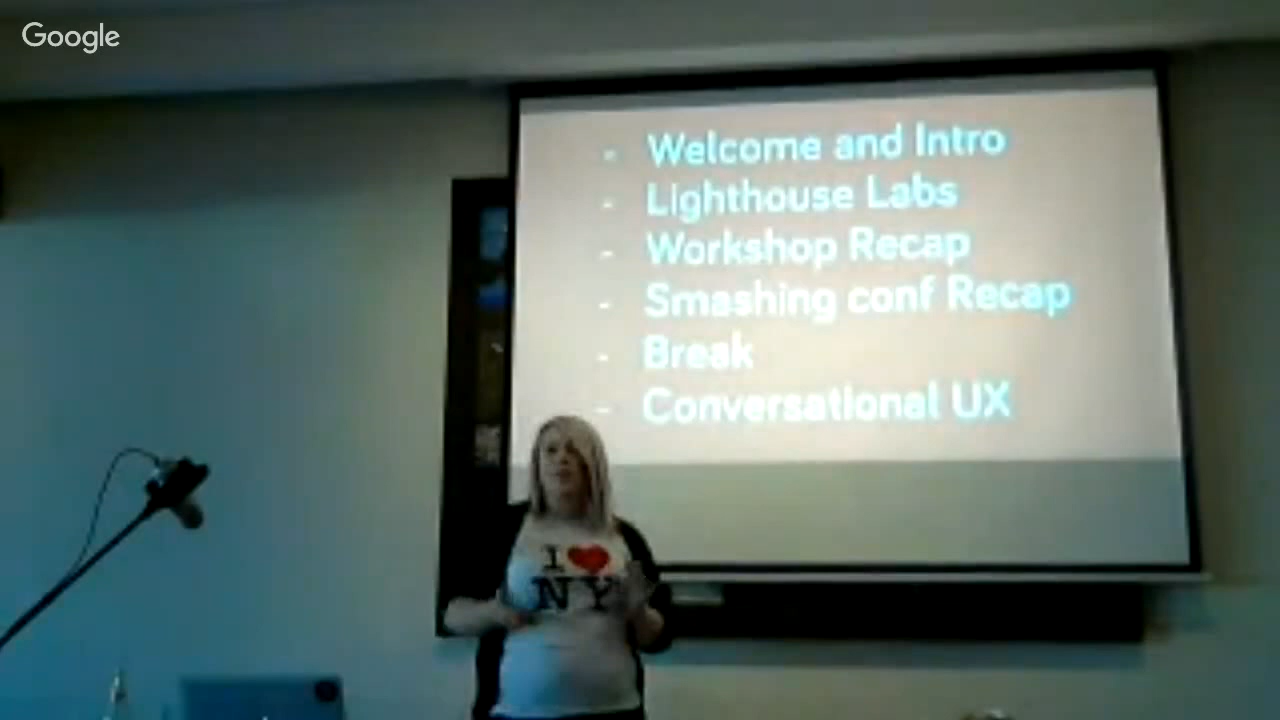 Google
- Welcome and Intro
- Lighthouse Labs
- Workshop Recap
- Smashing conf Recap
- Break
- Conversational UX
I ❤ NY